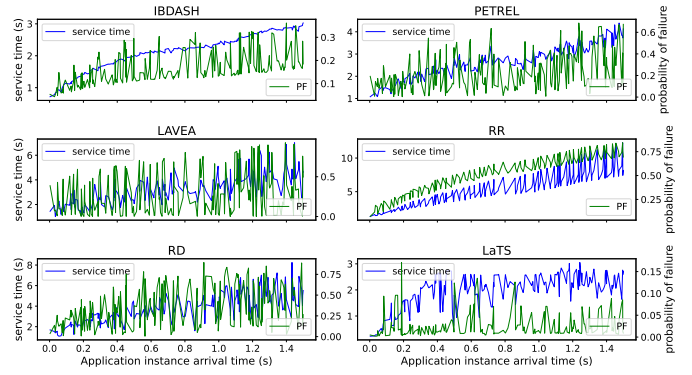 IBDASH
PETREL
service time (s)
3
2
1
service time
PF
0.3
0.2
0.1
4
3
2
1
service time
PF
0.6
0.4
0.2
0.0
probability of failure
LAVEA
RR
service time (s)
6
4
2
service time
PF
0.5
0.0
10
5
service time
PF
0.75
0.50
0.25
probability of failure
RD
LaTS
service time (s)
8
6
4
2
service time
PF
0.75
0.50
0.25
0.00
3
2
1
service time
PF
0.15
0.10
0.05
0.00
probability of failure
0.0 0.2 0.4 0.6 0.8 1.0 1.2 1.4
0.0 0.2 0.4 0.6 0.8 1.0 1.2 1.4
Application instance arrival time (s)
Application instance arrival time (s)